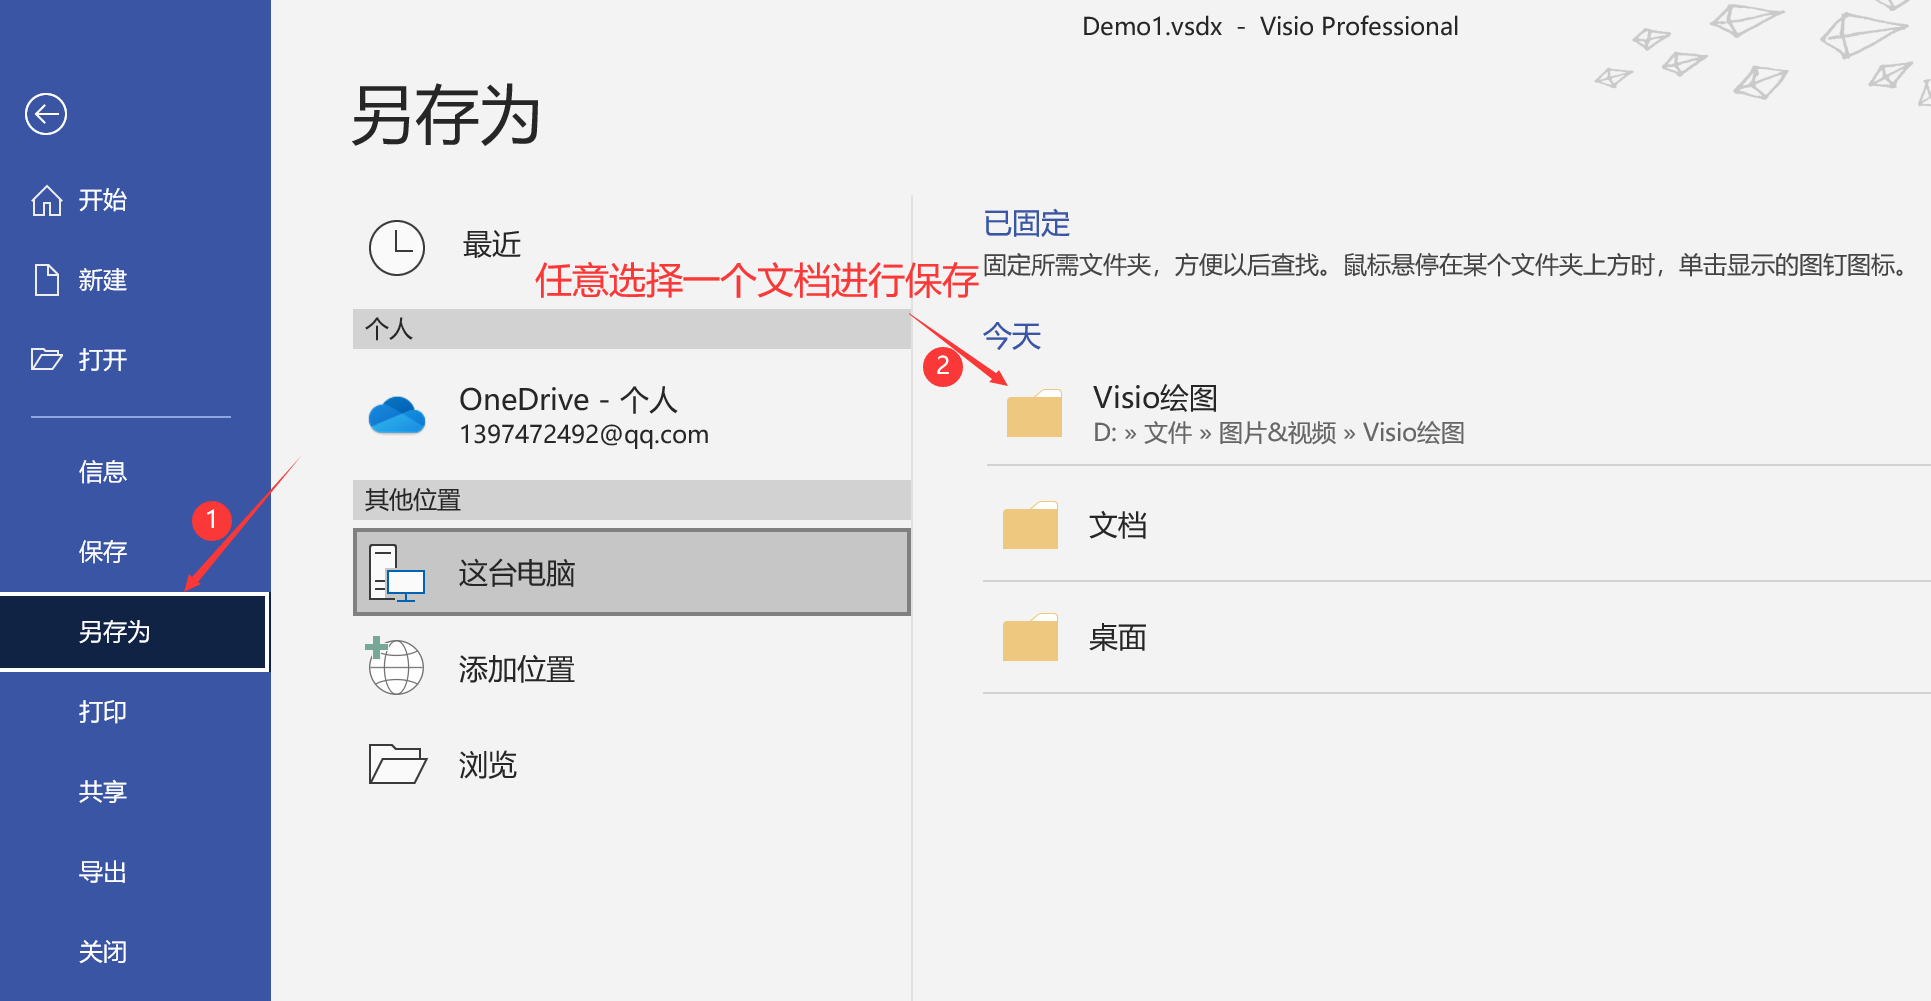 Demo1.vsdx - Visio Professional
另存为
开始
新建
打开
信息
保存
另存为
打印
共享
导出
关闭
1
最近
任意选择一个文档进行保存
个人
OneDrive - 个人
1397472492@qq.com
其他位置
这台电脑
添加位置
浏览
已固定
固定所需文件夹，方便以后查找。鼠标悬停在某个文件夹上方时，单击显示的图钉图标。
今天
2
Visio绘图
D: » 文件 » 图片&视频 » Visio绘图
文档
桌面